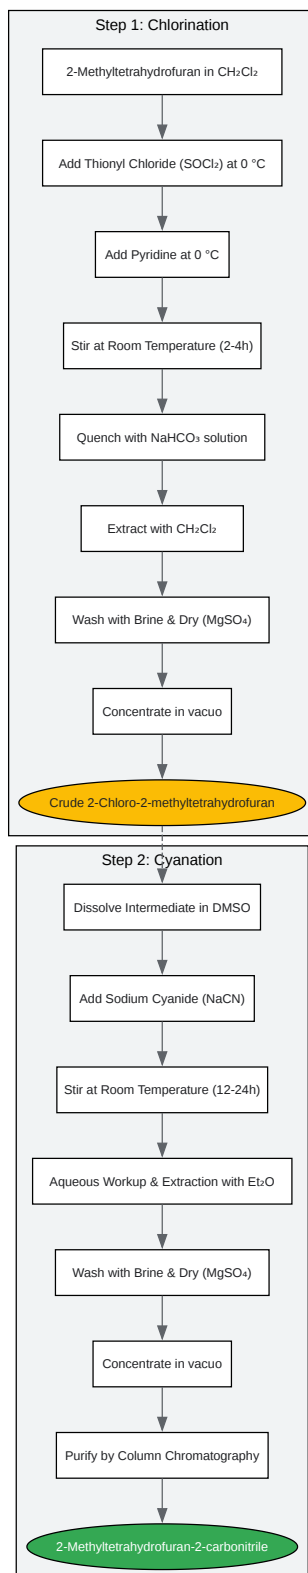 Step 1: Chlorination
2-Methyltetrahydrofuran in CH₂Cl₂
Add Thionyl Chloride (SOCl₂) at 0 °C
Add Pyridine at 0 °C
Stir at Room Temperature (2-4h)
Quench with NaHCO₃ solution
Extract with CH₂Cl₂
Wash with Brine & Dry (MgSO₄)
Concentrate in vacuo
Crude 2-Chloro-2-methyltetrahydrofuran
Step 2: Cyanation
Dissolve Intermediate in DMSO
Add Sodium Cyanide (NaCN)
Stir at Room Temperature (12-24h)
Aqueous Workup & Extraction with Et₂O
Wash with Brine & Dry (MgSO₄)
Concentrate in vacuo
Purify by Column Chromatography
2-Methyltetrahydrofuran-2-carbonitrile